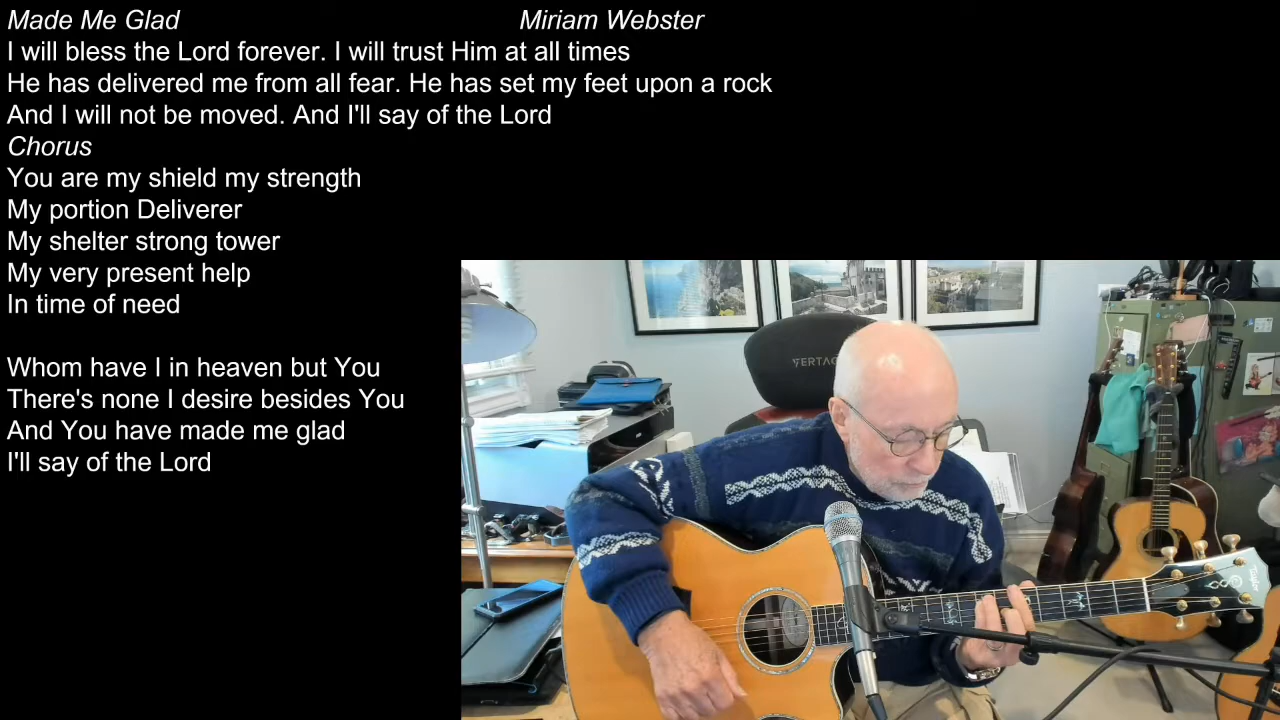 Made Me Glad Miriam Webster
I will bless the Lord forever. I will trust Him at all times
He has delivered me from all fear. He has set my feet upon a rock
And I will not be moved. And I'll say of the Lord
Chorus
You are my shield my strength
My portion Deliverer
My shelter strong tower
My very present help
In time of need
Whom have I in heaven but You
There's none I desire besides You
And You have made me glad
I'll say of the Lord
VERTAG
Taylor